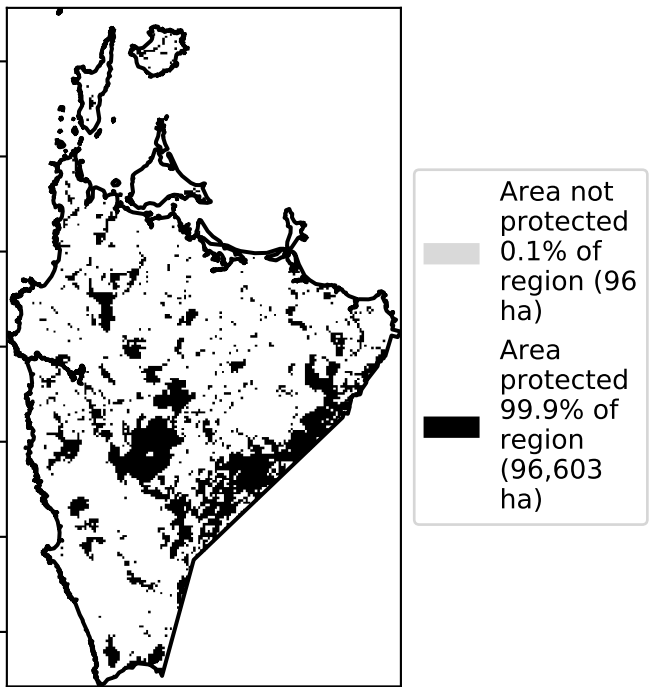 Area not
protected
0.1% of
region (96
ha)
Area
protected
99.9% of
region
(96,603
ha)